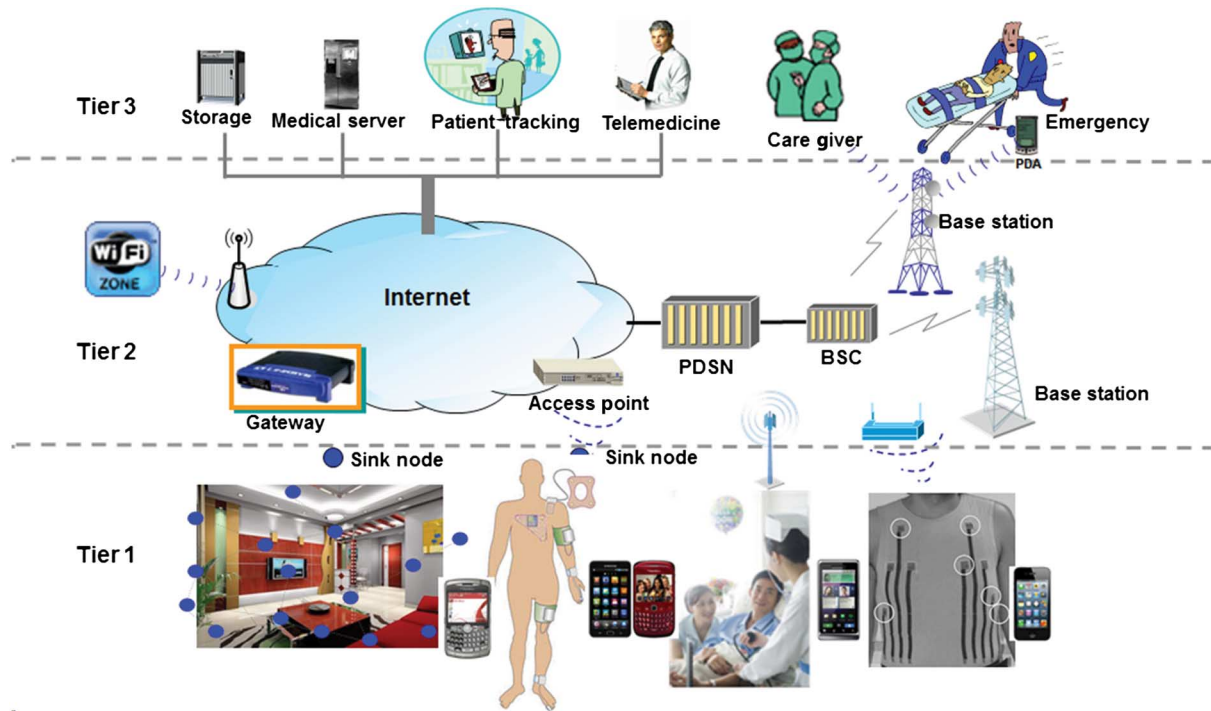 Tier 3
Storage
Medical server
Patient tracking
Telemedicine
Care giver
Emergency
PDA
Base station
Wi Fi
ZONE
Internet
Tier 2
PDSN
BSC
Base station
Gateway
Access point
Sink node
Sink node
Tier 1